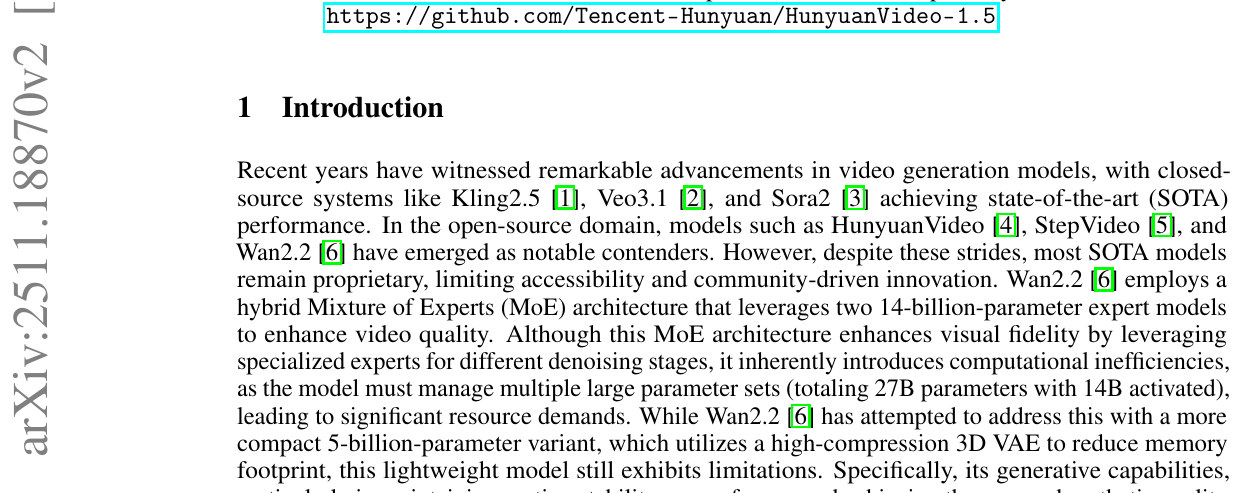 https://github.com/Tencent-Hunyuan/HunyuanVideo-1.5
arXiv:2511.18870v2 [
1 Introduction
Recent years have witnessed remarkable advancements in video generation models, with closed-
source systems like Kling2.5 [1], Veo3.1 [2], and Sora2 [3] achieving state-of-the-art (SOTA)
performance. In the open-source domain, models such as HunyuanVideo [4], StepVideo [5], and
Wan2.2 [6] have emerged as notable contenders. However, despite these strides, most SOTA models
remain proprietary, limiting accessibility and community-driven innovation. Wan2.2 [6] employs a
hybrid Mixture of Experts (MoE) architecture that leverages two 14-billion-parameter expert models
to enhance video quality. Although this MoE architecture enhances visual fidelity by leveraging
specialized experts for different denoising stages, it inherently introduces computational inefficiencies,
as the model must manage multiple large parameter sets (totaling 27B parameters with 14B activated),
leading to significant resource demands. While Wan2.2 [6] has attempted to address this with a more
compact 5-billion-parameter variant, which utilizes a high-compression 3D VAE to reduce memory
footprint, this lightweight model still exhibits limitations. Specifically, its generative capabilities,